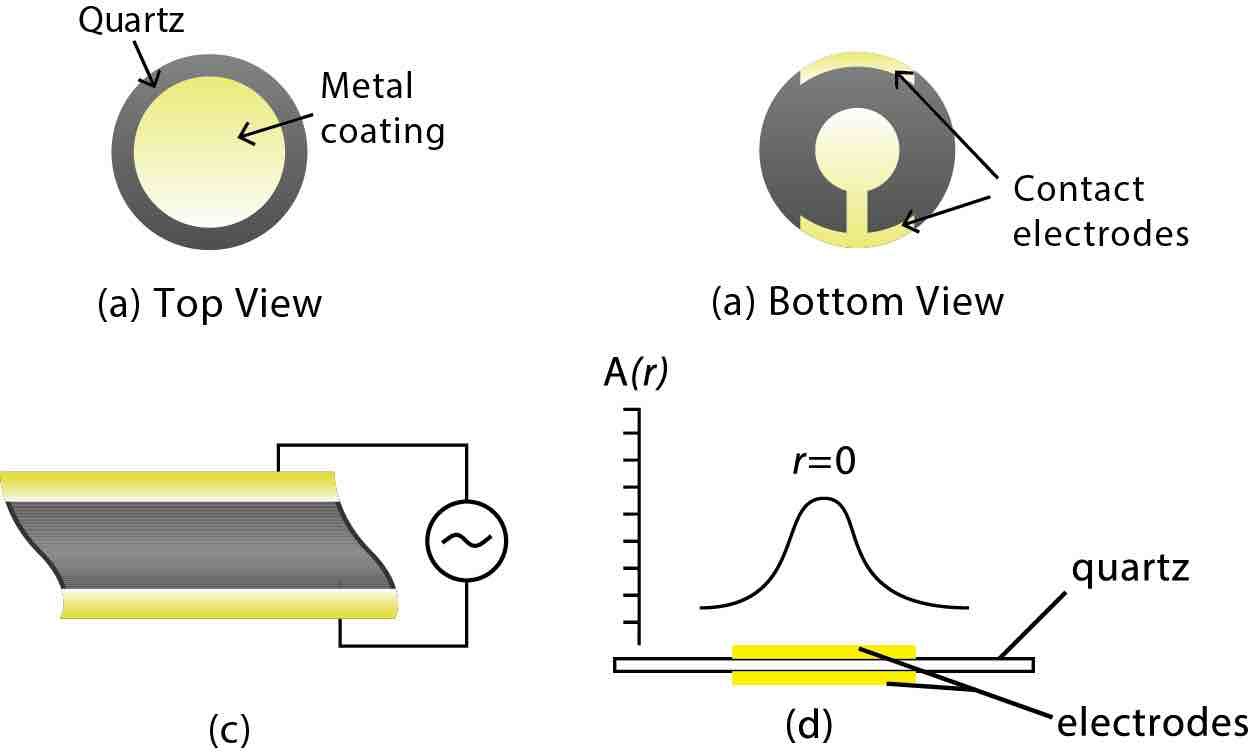 Quartz
Metal
coating
(a) Top View
Contact
electrodes
(a) Bottom View
(c)
A(r)
r=0
quartz
electrodes
(d)